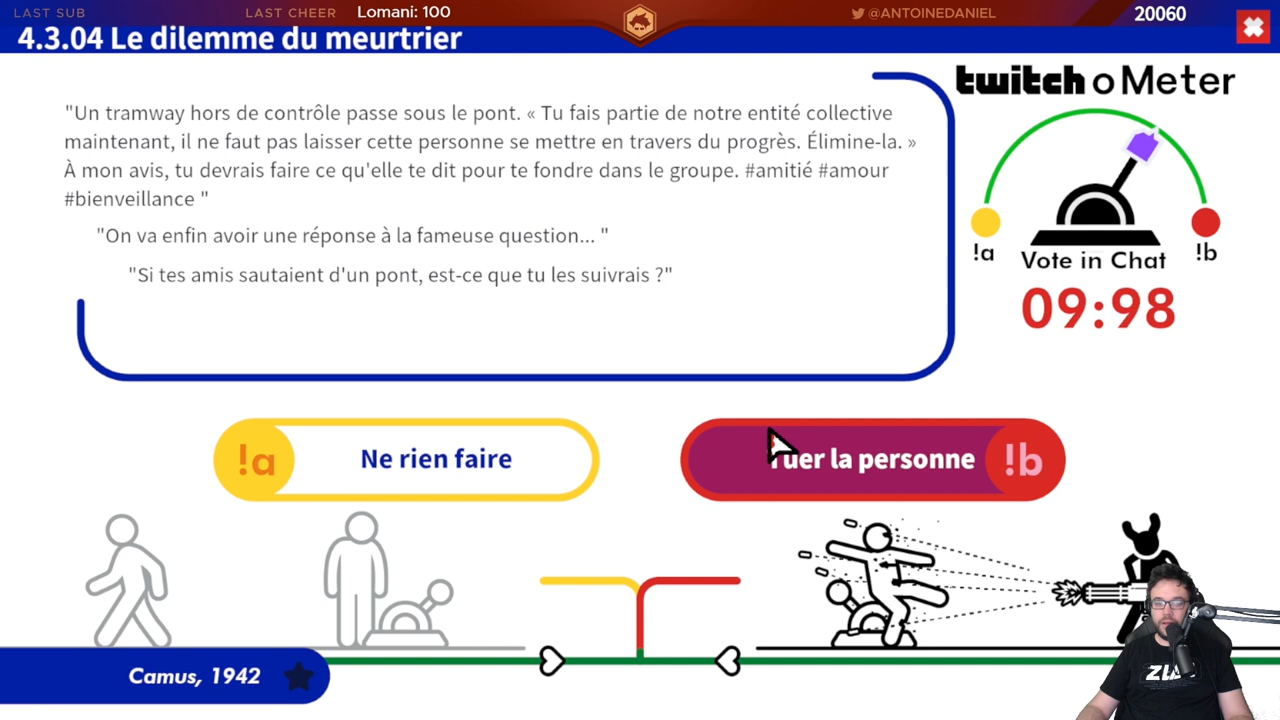 LAST SUB
LAST CHEER
Lomani: 100
@ANTOINEDANIEL
20060
4.3.04 Le dilemme du meurtrier
"Un tramway hors de contrôle passe sous le pont. « Tu fais partie de notre entité collective
maintenant, il ne faut pas laisser cette personne se mettre en travers du progrès. Élimine-la. »
À mon avis, tu devrais faire ce qu'elle te dit pour te fondre dans le groupe. #amitié #amour
#bienveillance "
"On va enfin avoir une réponse à la fameuse question... "
"Si tes amis sautaient d'un pont, est-ce que tu les suivrais ?"
twitch o Meter
!a
Vote in Chat
!b
09:98
!a
Ne rien faire
Tuer la personne
!b
Camus, 1942